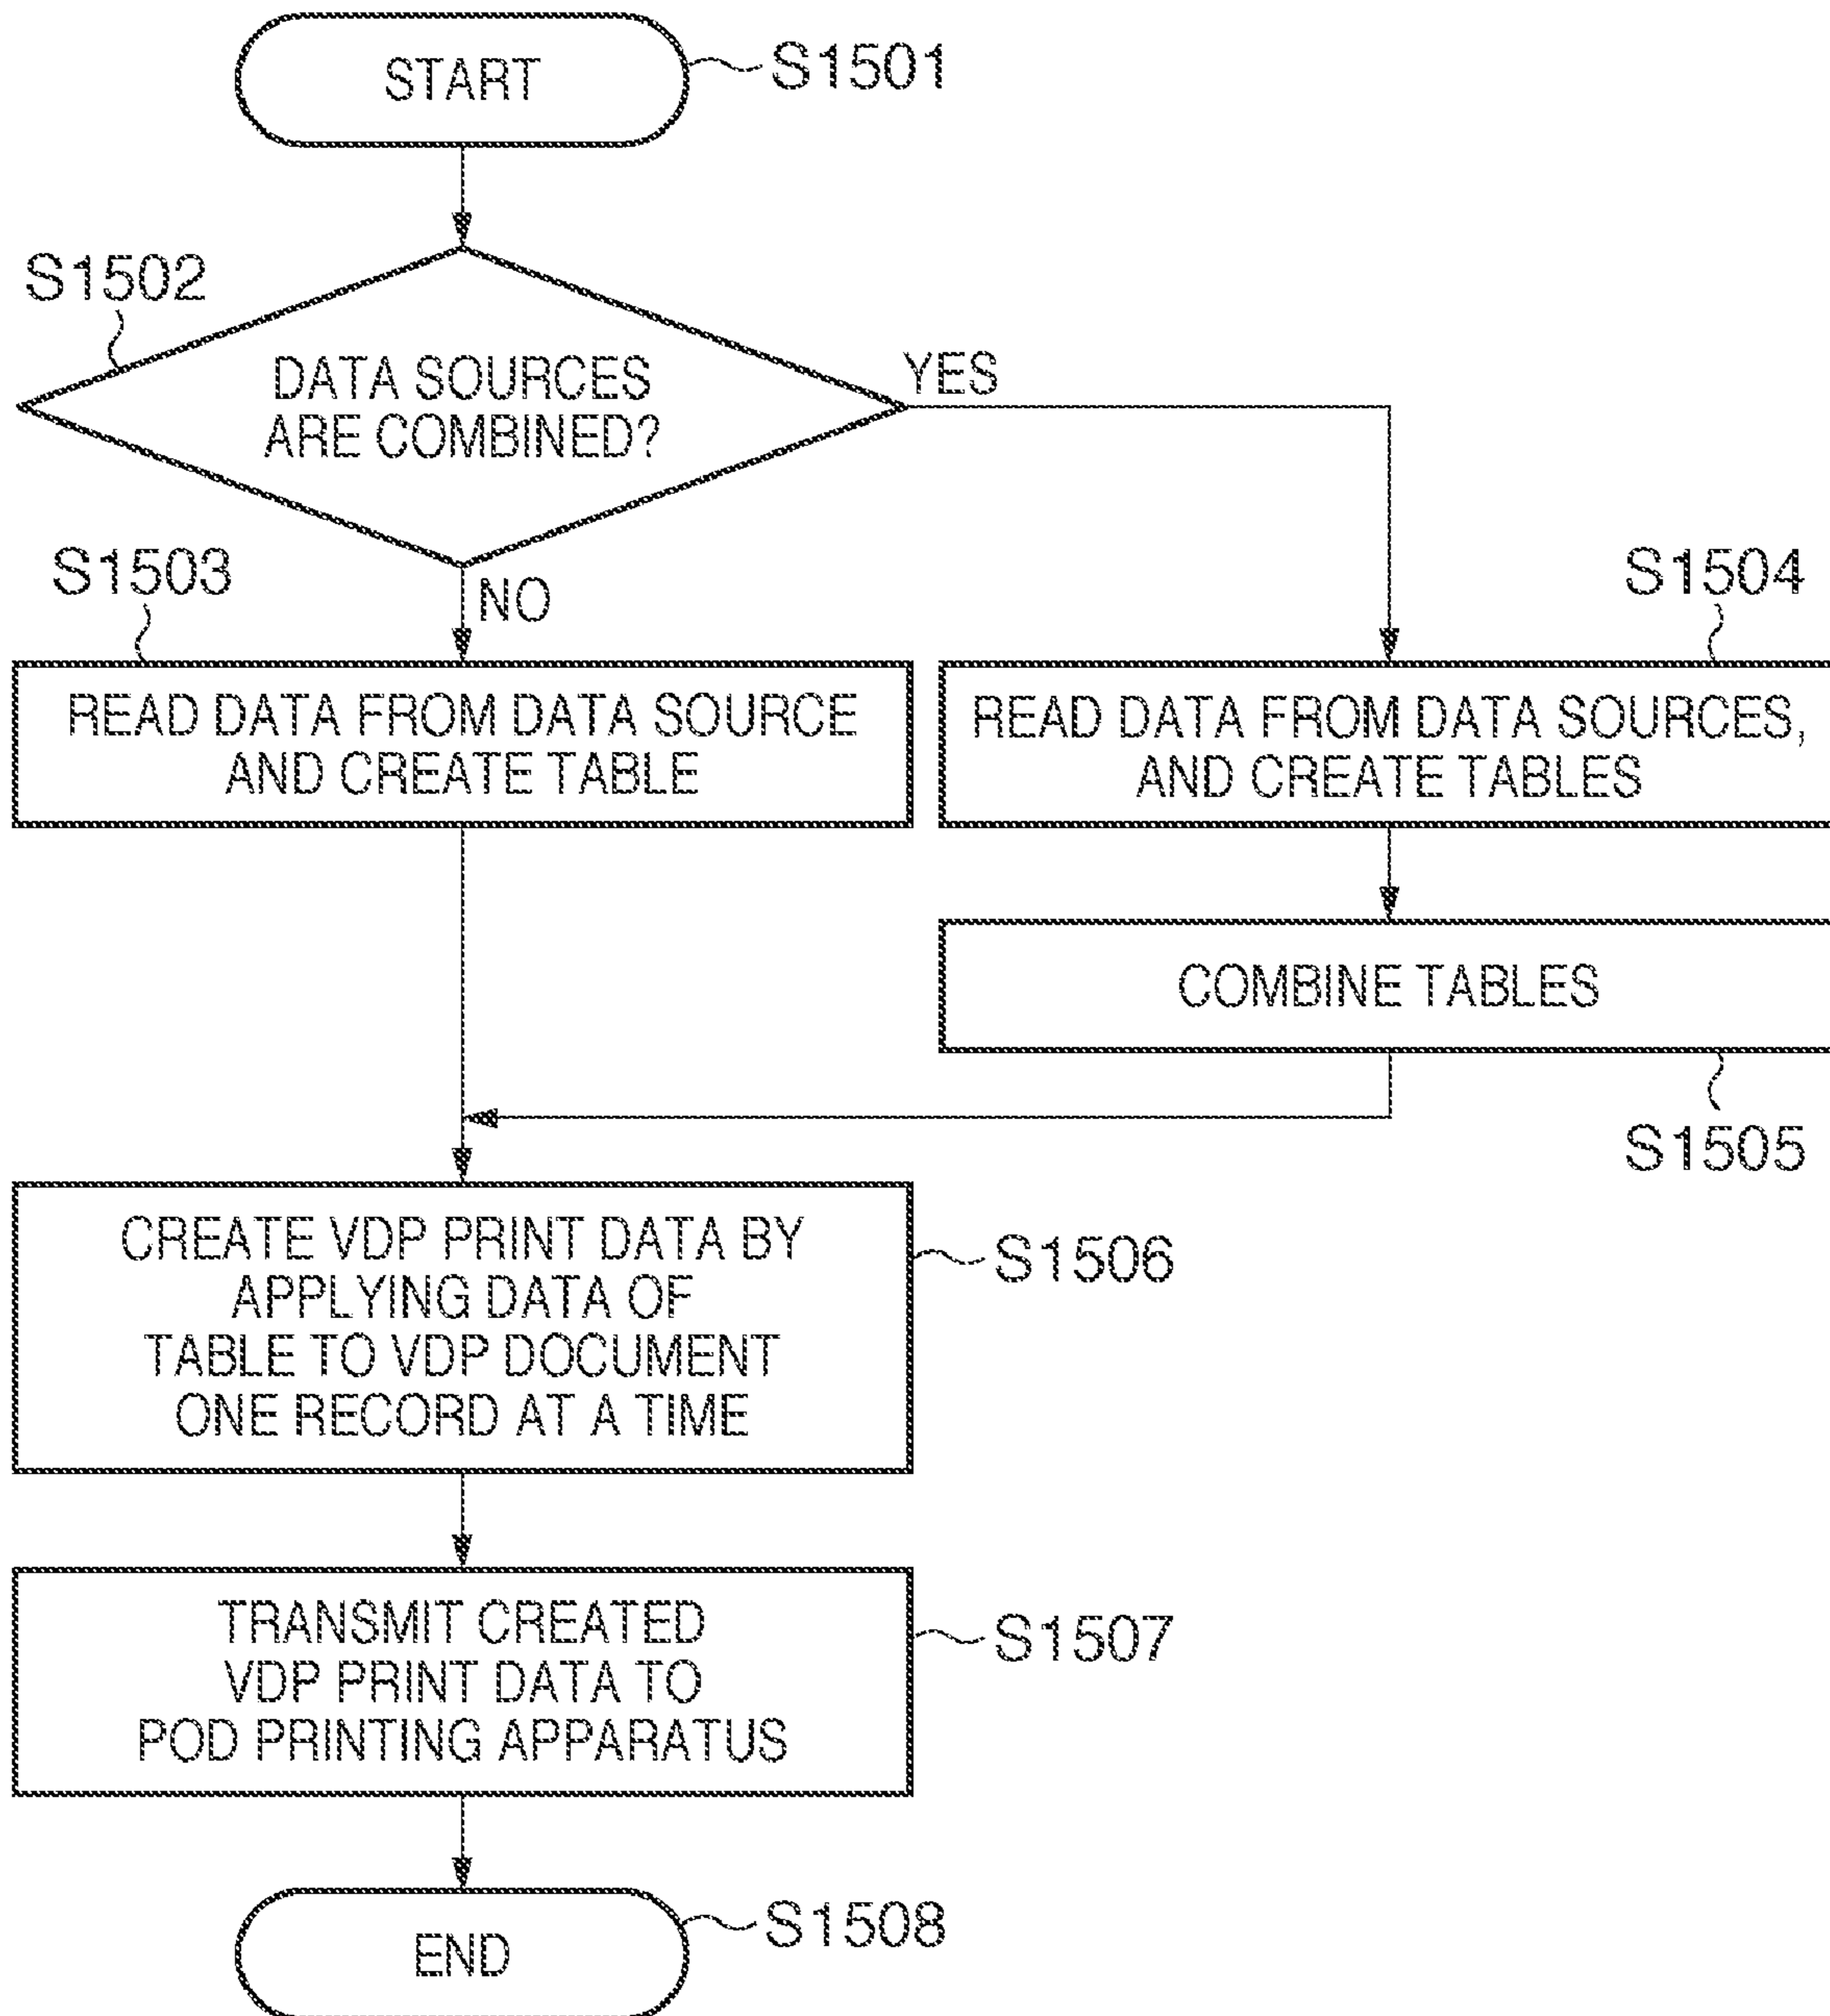 START
S1501
S1502
DATA SOURCES
ARE COMBINED?
YES
NO
S1503
READ DATA FROM DATA SOURCE
AND CREATE TABLE
S1504
READ DATA FROM DATA SOURCES,
AND CREATE TABLES
COMBINE TABLES
S1505
CREATE VDP PRINT DATA BY
APPLYING DATA OF
TABLE TO VDP DOCUMENT
ONE RECORD AT A TIME
S1506
TRANSMIT CREATED
VDP PRINT DATA TO
POD PRINTING APPARATUS
S1507
END
S1508